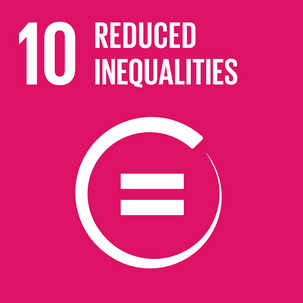 10 REDUCED
INEQUALITIES
=